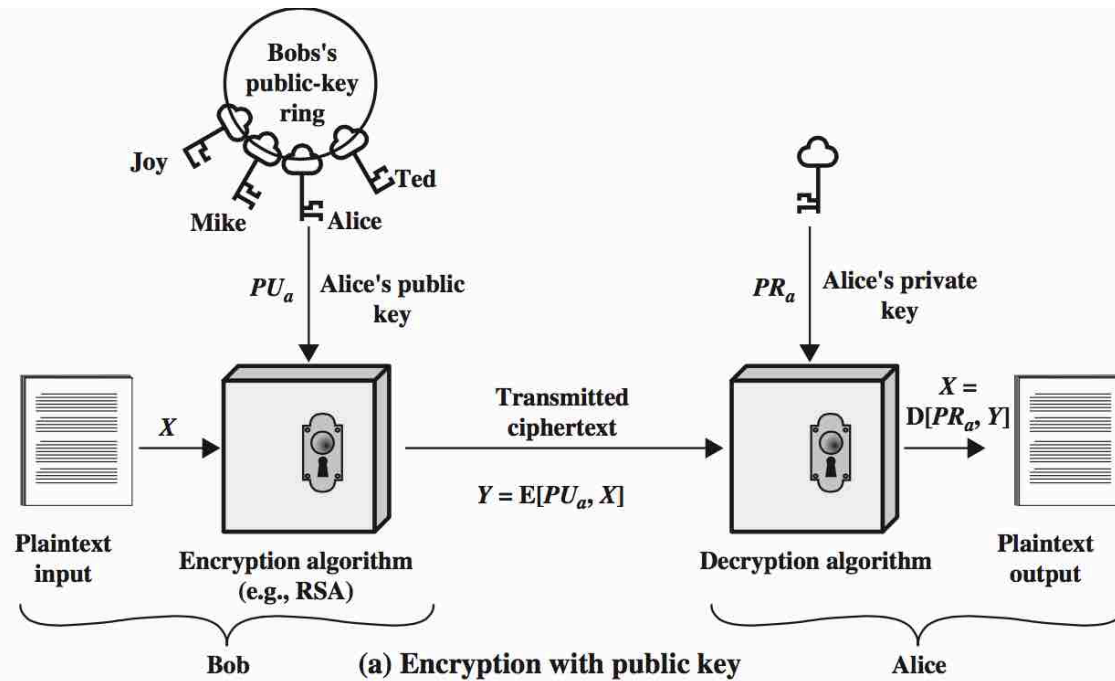 Bobs's
public-key
ring
Joy
Ted
Mike
Alice
PUa
Alice's public
key
PRa
Alice's private
key
X
Transmitted
ciphertext
X =
D[PRa, Y]
Y = E[PUa, X]
Plaintext
input
Encryption algorithm
(e.g., RSA)
Decryption algorithm
Plaintext
output
Bob
(a) Encryption with public key
Alice